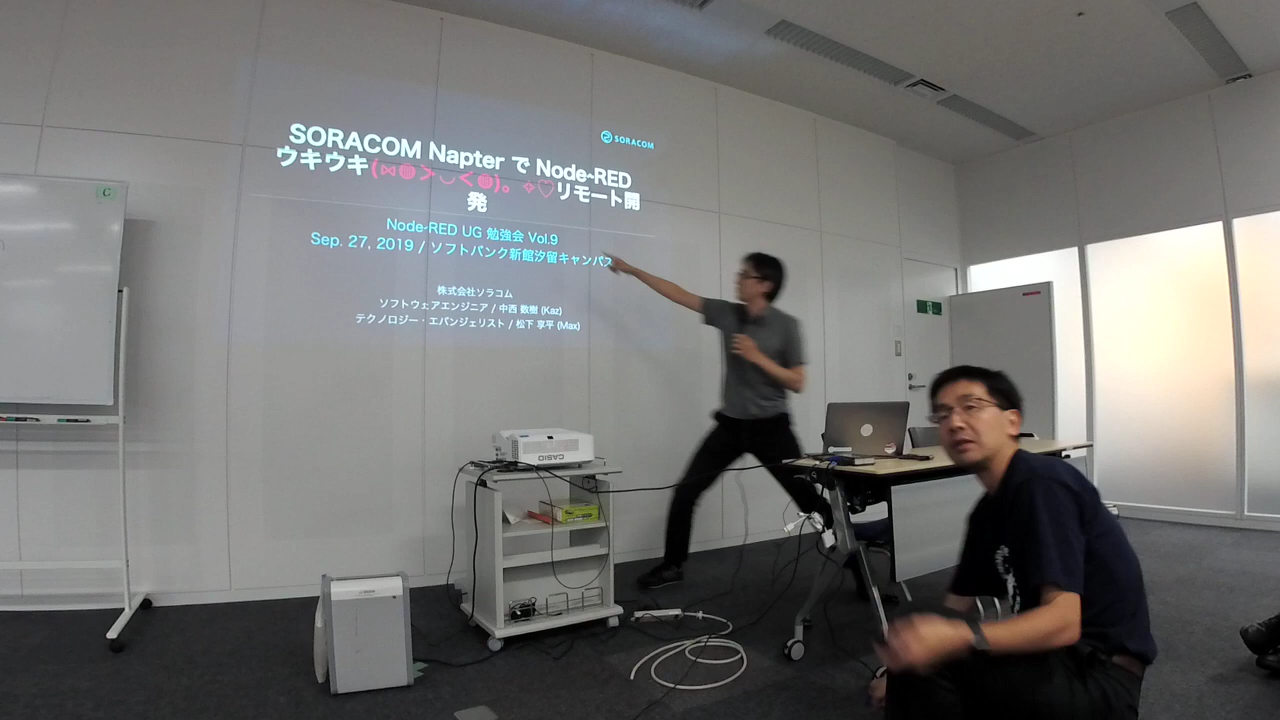 SORACOM
SORACOM Napter で Node-RED
ウキウキ(⋈◍＞◡＜◍)。✧♡リモート開
発
Node-RED UG 勉強会 Vol.9
Sep. 27, 2019 / ソフトバンク新館汐留キャンパス
株式会社ソラコム
ソフトウェアエンジニア / 中西 数樹 (Kaz)
テクノロジー・エバンジェリスト / 松下 享平 (Max)
C
CASIO